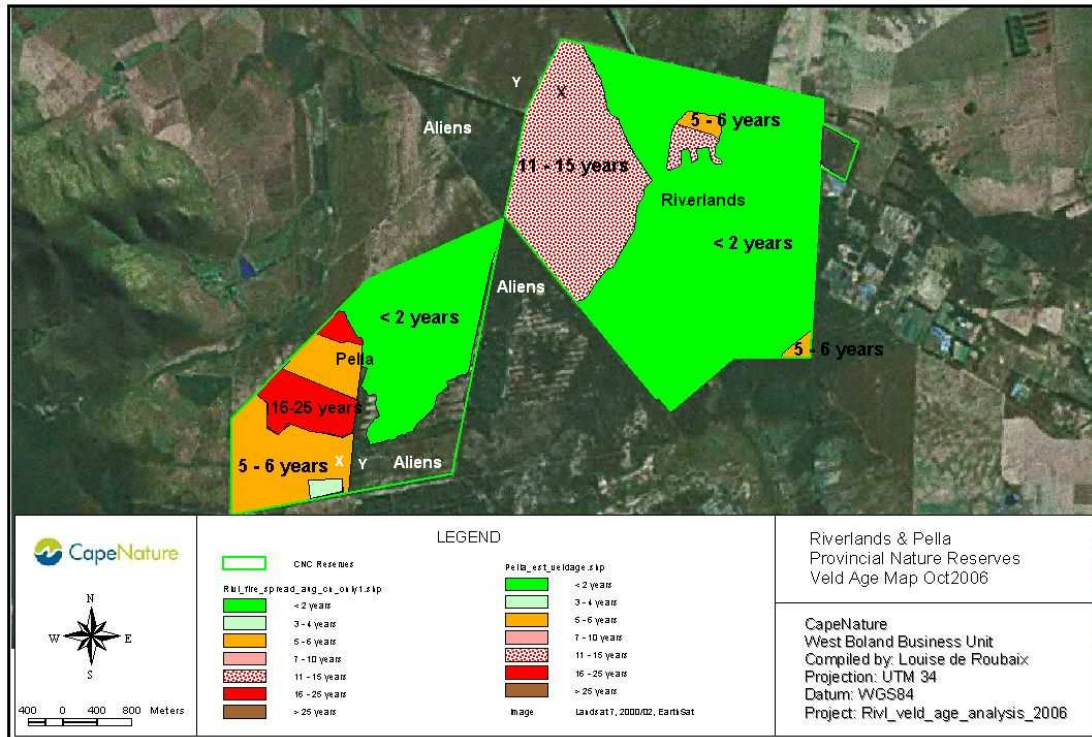 Y
X
5 - 6 years
Aliens
11 - 15 years
Riverlands
< 2 years
Aliens
< 2 years
5 - 6 years
Pella
16-25 years
5 - 6 years
X Y
Aliens
CapeNature
N
W E
S
400 0 400 800 Meters
LEGEND
CNC Reserves
< 2 years
3 - 4 years
5 - 6 years
7 - 10 years
11 - 15 years
16 - 25 years
> 25 years
< 2 years
3 - 4 years
5 - 6 years
7 - 10 years
11 - 15 years
16 - 25 years
> 25 years
Image Landsat 7, 2000/02, EarthSat
Riverlands & Pella
Provincial Nature Reserves
Veld Age Map Oct2006
CapeNature
West Boland Business Unit
Compiled by: Louise de Roubaix
Projection: UTM 34
Datum: WGS84
Project: Rivl_veld_age_analysis_2006